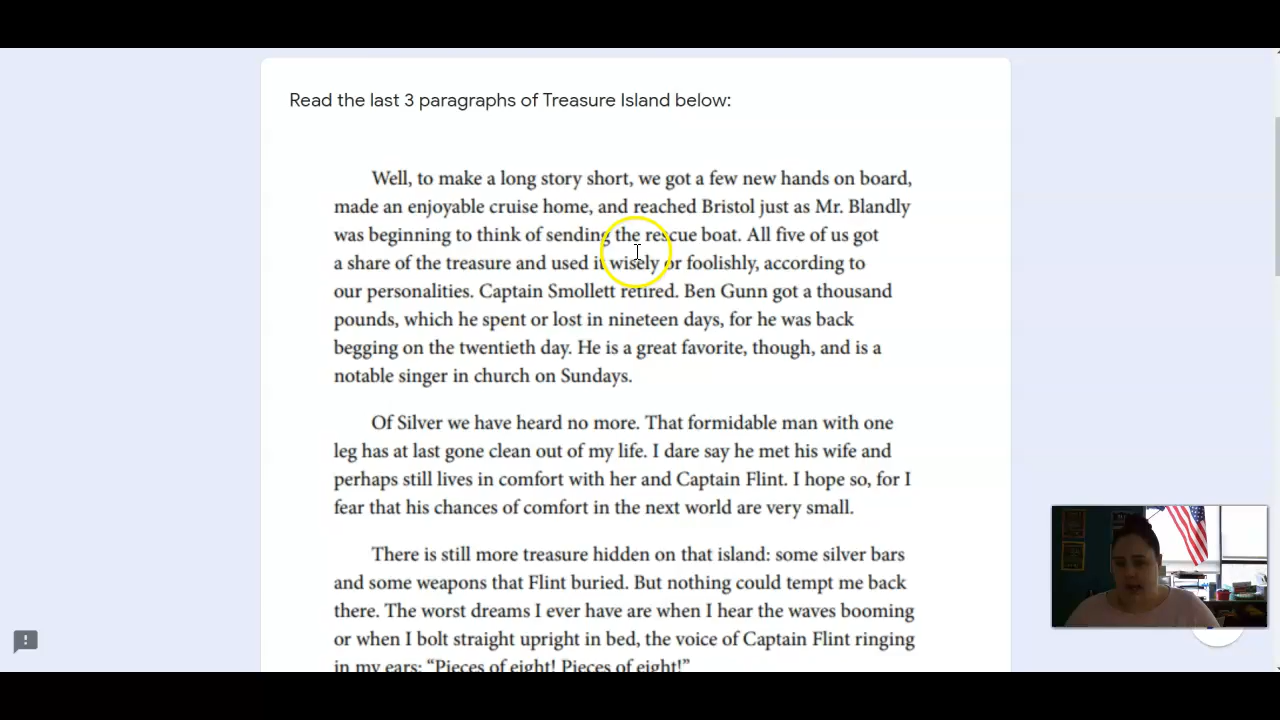 Read the last 3 paragraphs of Treasure Island below:
Well, to make a long story short, we got a few new hands on board,
made an enjoyable cruise home, and reached Bristol just as Mr. Blandly
was beginning to think of sending the rescue boat. All five of us got
a share of the treasure and used it wisely or foolishly, according to
our personalities. Captain Smollett retired. Ben Gunn got a thousand
pounds, which he spent or lost in nineteen days, for he was back
begging on the twentieth day. He is a great favorite, though, and is a
notable singer in church on Sundays.
Of Silver we have heard no more. That formidable man with one
leg has at last gone clean out of my life. I dare say he met his wife and
perhaps still lives in comfort with her and Captain Flint. I hope so, for I
fear that his chances of comfort in the next world are very small.
There is still more treasure hidden on that island: some silver bars
and some weapons that Flint buried. But nothing could tempt me back
there. The worst dreams I ever have are when I hear the waves booming
or when I bolt straight upright in bed, the voice of Captain Flint ringing
in my ears: “Pieces of eight! Pieces of eight!”